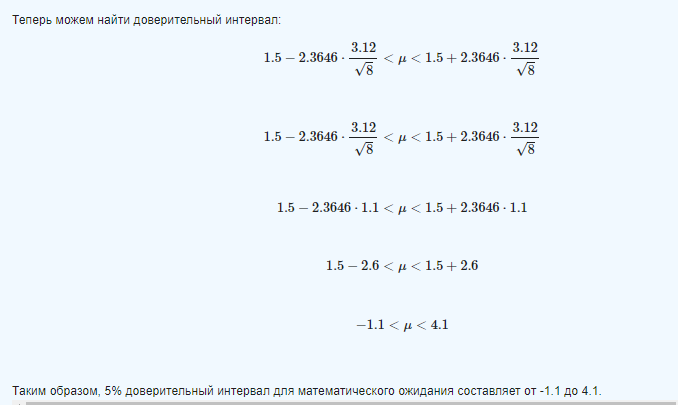 Теперь можем найти доверительный интервал:
1.5 − 2.3646 · 3.12/√8 < μ < 1.5 + 2.3646 · 3.12/√8
1.5 − 2.3646 · 3.12/√8 < μ < 1.5 + 2.3646 · 3.12/√8
1.5 − 2.3646 · 1.1 < μ < 1.5 + 2.3646 · 1.1
1.5 − 2.6 < μ < 1.5 + 2.6
−1.1 < μ < 4.1
Таким образом, 5% доверительный интервал для математического ожидания составляет от -1.1 до 4.1.